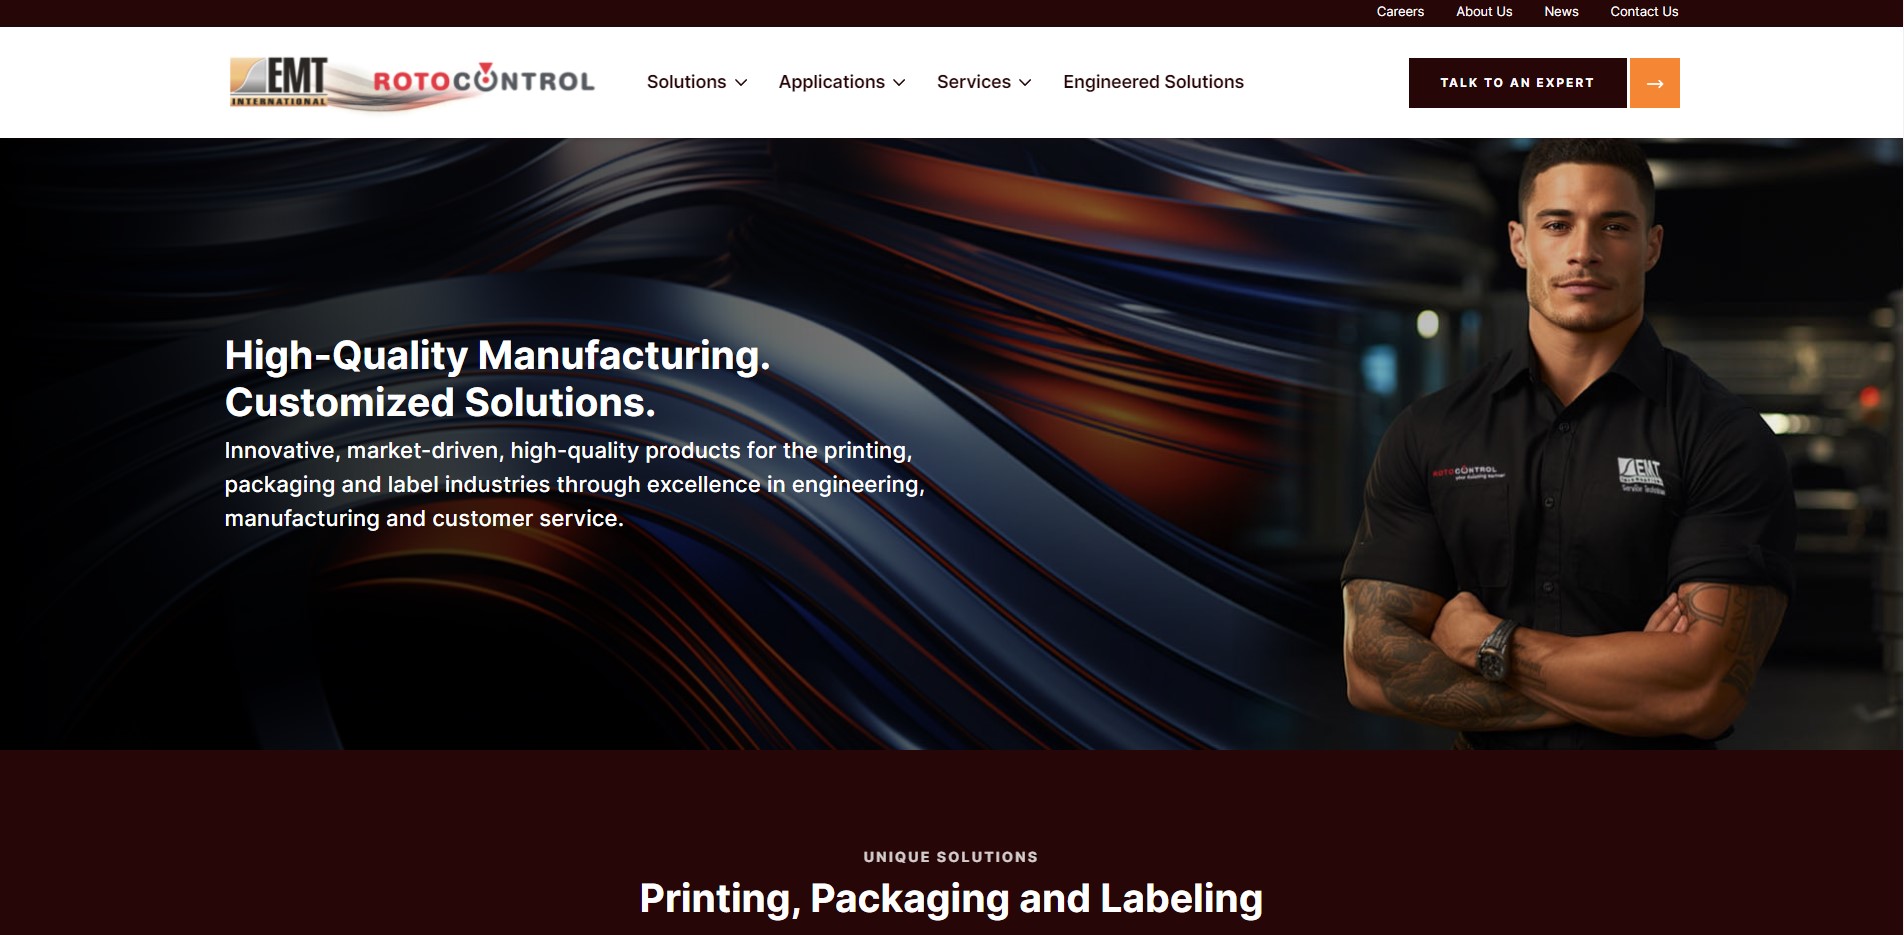 Careers About Us News Contact Us
EMT
INTERNATIONAL
ROTOCONTROL
Solutions Applications Services Engineered Solutions
TALK TO AN EXPERT →
High-Quality Manufacturing.
Customized Solutions.
Innovative, market-driven, high-quality products for the printing,
packaging and label industries through excellence in engineering,
manufacturing and customer service.
ROTOCONTROL
EMT
UNIQUE SOLUTIONS
Printing, Packaging and Labeling